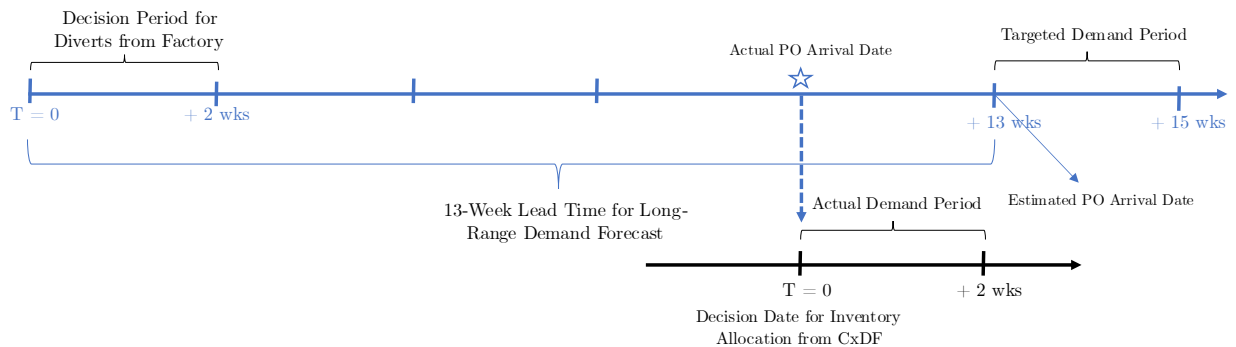 Decision Period for
Diverts from Factory
Actual PO Arrival Date
Targeted Demand Period
T = 0
+ 2 wks
+ 13 wks
+ 15 wks
13-Week Lead Time for Long-
Range Demand Forecast
Actual Demand Period
Estimated PO Arrival Date
T = 0
+ 2 wks
Decision Date for Inventory
Allocation from CxDF